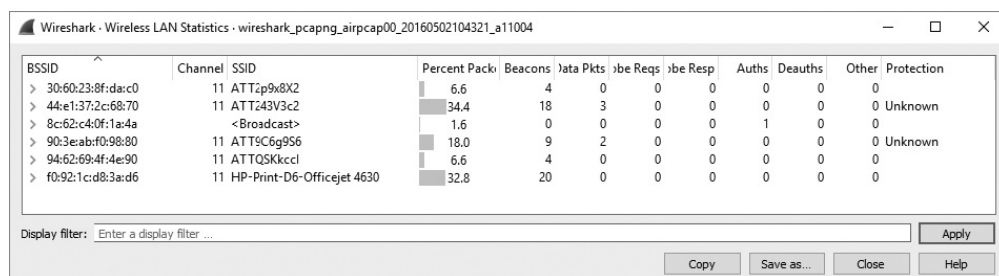 Wireshark · Wireless LAN Statistics · wireshark_pcapng_airpcap00_20160502104321_a11004
BSSID Channel SSID Percent Pack Beacons Data Pkts obe Reqs obe Resp Auths Deauths Other Protection
30:60:23:8f:da:c0 11 ATT2p9x8X2 6.6 4 0 0 0 0 0 0
44:e1:37:2c:68:70 11 ATT243V3c2 34.4 18 3 0 0 0 0 0 Unknown
8c:62:c4:0f:1a:4a <Broadcast> 1.6 0 0 0 0 1 0 0
90:3e:ab:f0:98:80 11 ATT9C6g9S6 18.0 9 2 0 0 0 0 0 Unknown
94:62:69:4f:4e:90 11 ATTQSKkccl 6.6 4 0 0 0 0 0 0
f0:92:1c:d8:3a:d6 11 HP-Print-D6-Officejet 4630 32.8 20 0 0 0 0 0 0
Display filter: Enter a display filter ... Apply
Copy Save as... Close Help